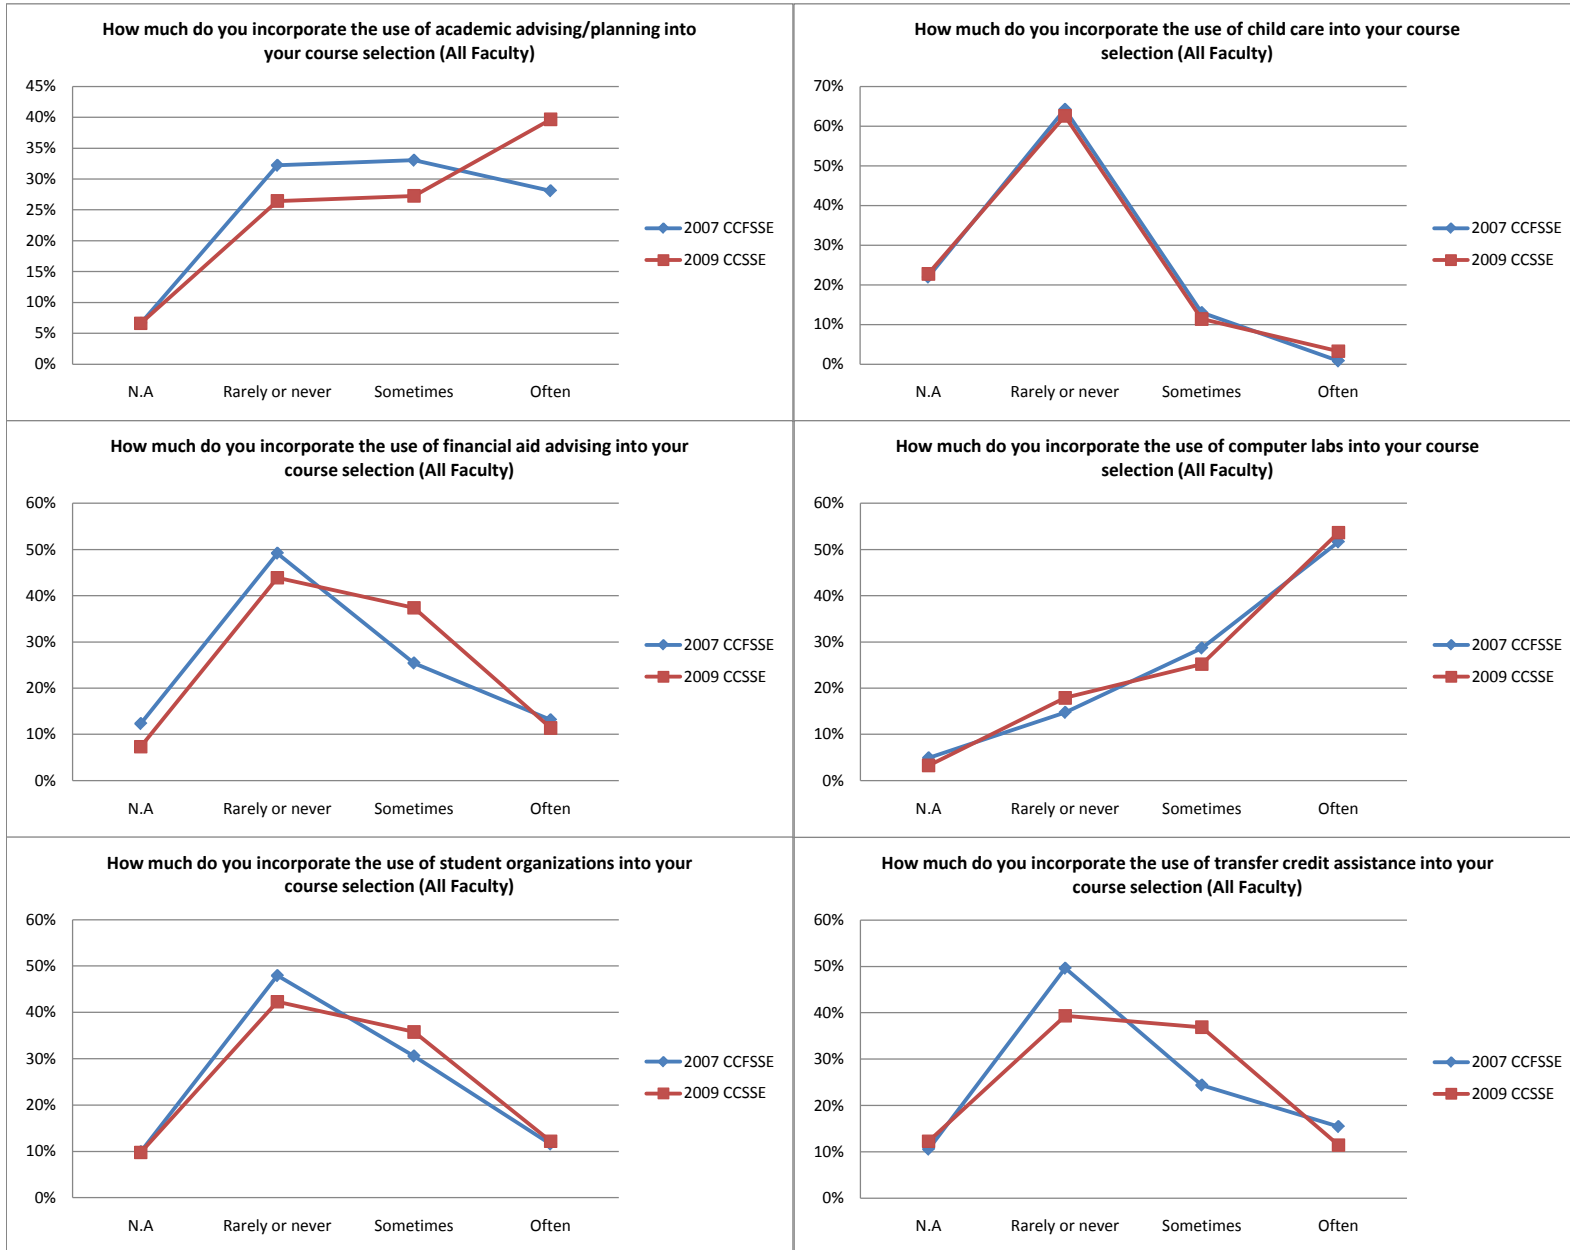 How much do you incorporate the use of academic advising/planning into
your course selection (All Faculty)
45%
40%
35%
30%
25%
20%
15%
10%
5%
0%
N.A Rarely or never Sometimes Often
2007 CCFSSE
2009 CCSSE
How much do you incorporate the use of child care into your course
selection (All Faculty)
70%
60%
50%
40%
30%
20%
10%
0%
N.A Rarely or never Sometimes Often
2007 CCFSSE
2009 CCSSE
How much do you incorporate the use of financial aid advising into your
course selection (All Faculty)
60%
50%
40%
30%
20%
10%
0%
N.A Rarely or never Sometimes Often
2007 CCFSSE
2009 CCSSE
How much do you incorporate the use of computer labs into your course
selection (All Faculty)
60%
50%
40%
30%
20%
10%
0%
N.A Rarely or never Sometimes Often
2007 CCFSSE
2009 CCSSE
How much do you incorporate the use of student organizations into your
course selection (All Faculty)
60%
50%
40%
30%
20%
10%
0%
N.A Rarely or never Sometimes Often
2007 CCFSSE
2009 CCSSE
How much do you incorporate the use of transfer credit assistance into your
course selection (All Faculty)
60%
50%
40%
30%
20%
10%
0%
N.A Rarely or never Sometimes Often
2007 CCFSSE
2009 CCSSE